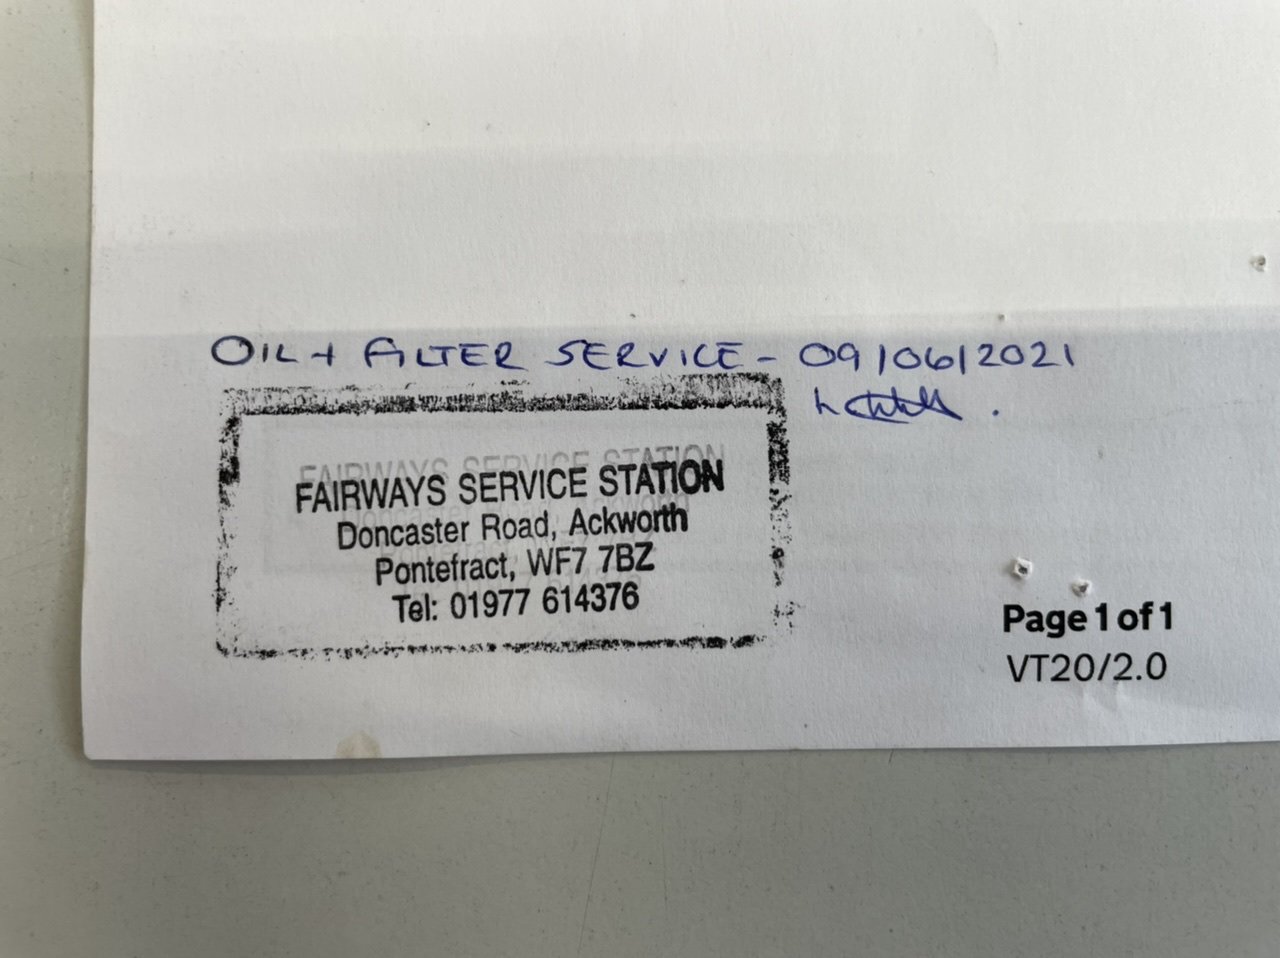 OIL + FILTER SERVICE - 09/06/2021
FAIRWAYS SERVICE STATION
Doncaster Road, Ackworth
Pontefract, WF7 7BZ
Tel: 01977 614376
Page 1 of 1
VT20/2.0